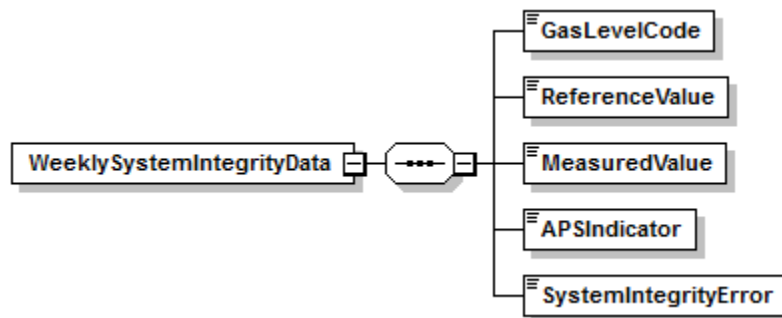 GasLevelCode
ReferenceValue
WeeklySystemIntegrityData
MeasuredValue
APSIndicator
SystemIntegrityError